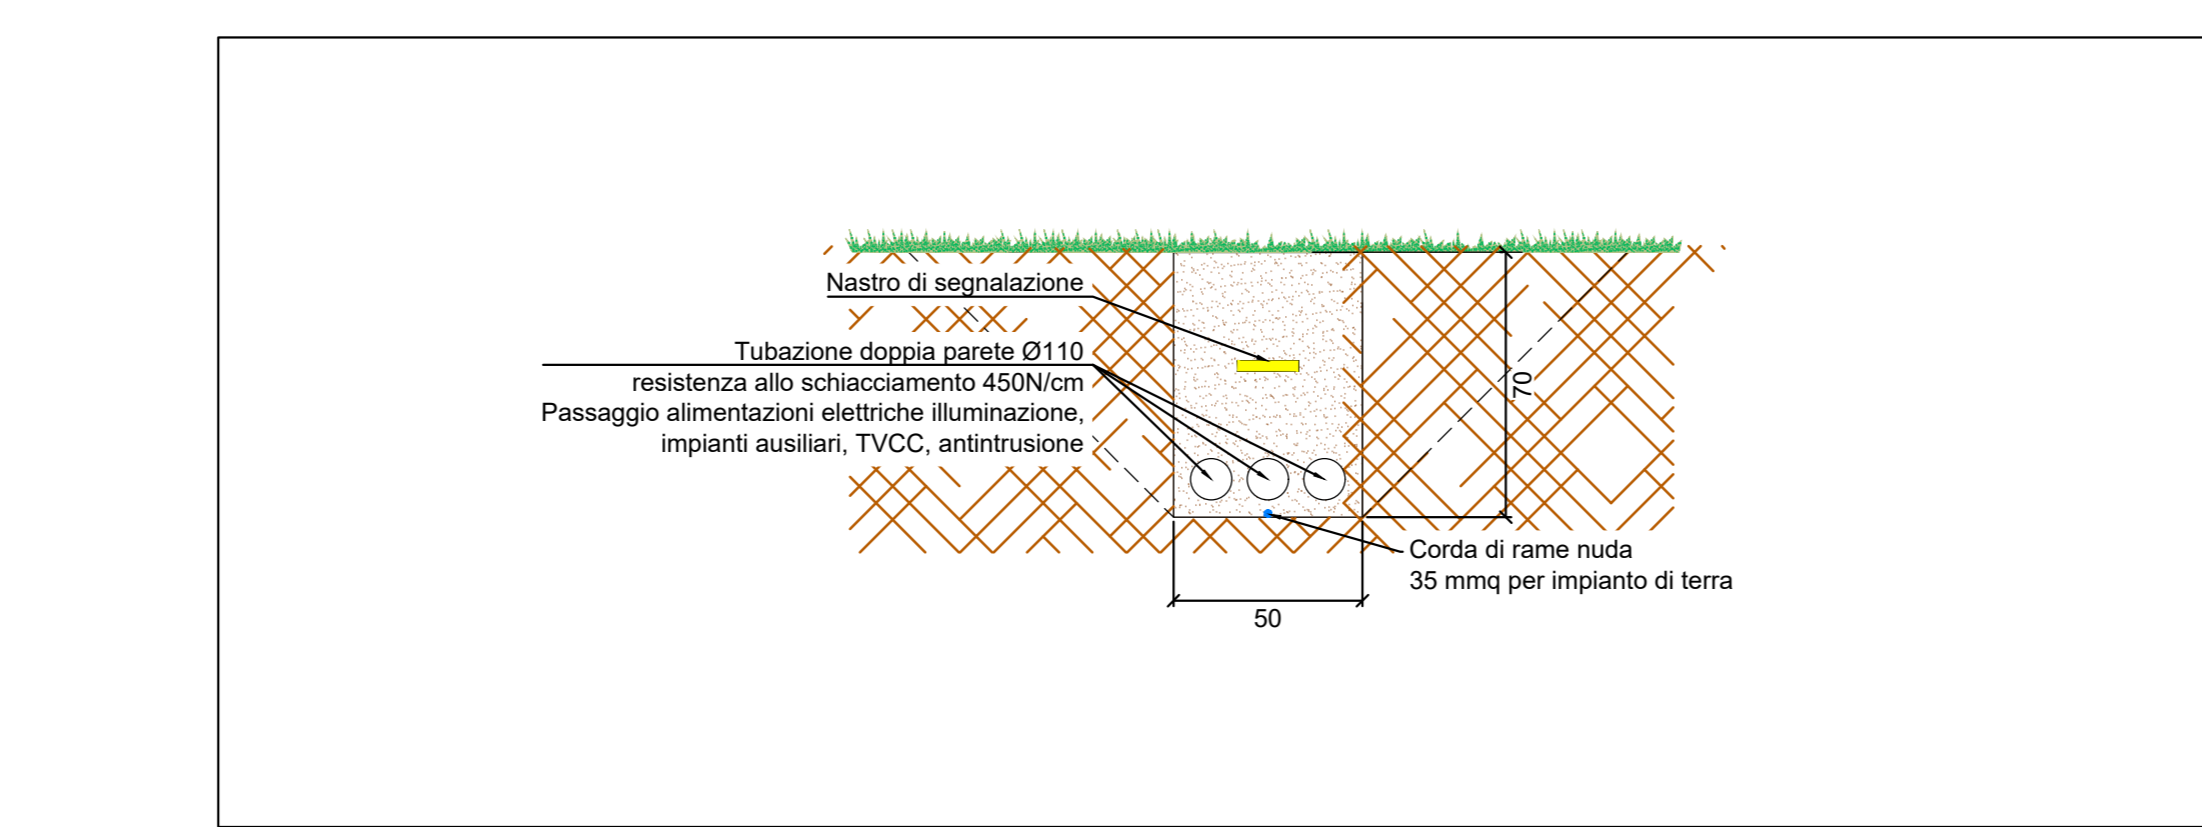 Nastro di segnalazione
Tubazione doppia parete Ø110
resistenza allo schiacciamento 450N/cm
Passaggio alimentazioni elettriche illuminazione,
impianti ausiliari, TVCC, antintrusione
70
Corda di rame nuda
35 mmq per impianto di terra
50